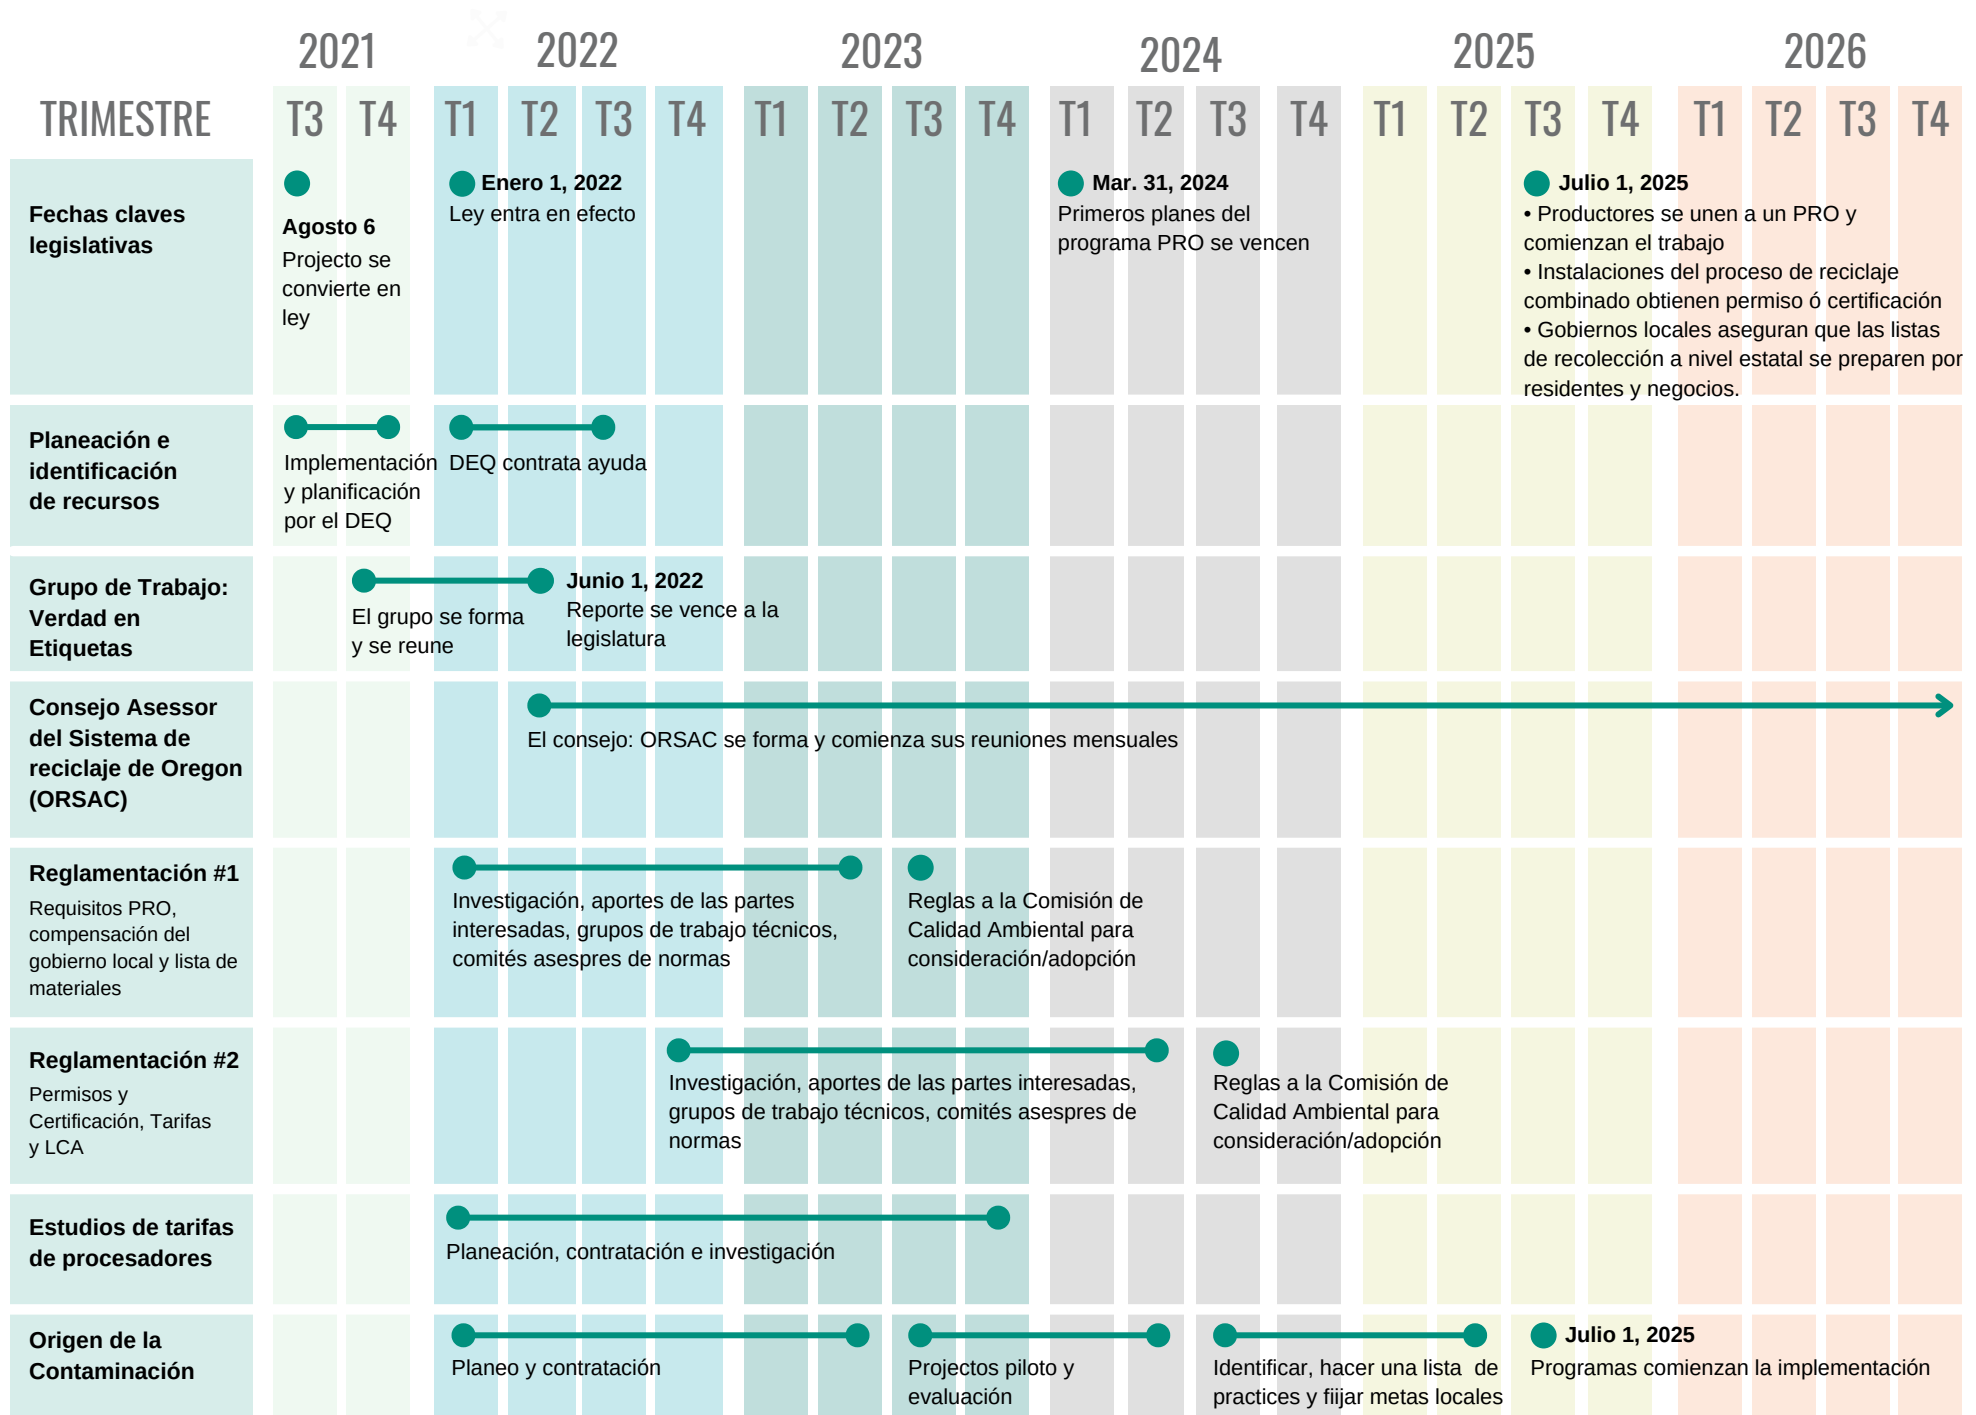 2021 2022 2023 2024 2025 2026
TRIMESTRE T3 T4 T1 T2 T3 T4 T1 T2 T3 T4 T1 T2 T3 T4 T1 T2 T3 T4 T1 T2 T3 T4
Fechas claves
legislativas
Agosto 6
Projecto se
convierte en
ley
Enero 1, 2022
Ley entra en efecto
Mar. 31, 2024
Primeros planes del
programa PRO se vencen
Julio 1, 2025
• Productores se unen a un PRO y
comienzan el trabajo
• Instalaciones del proceso de reciclaje
combinado obtienen permiso ó certificación
• Gobiernos locales aseguran que las listas
de recolección a nivel estatal se preparen por
residentes y negocios.
Planeación e
identificación
de recursos
Implementación
y planificación
por el DEQ
DEQ contrata ayuda
Grupo de Trabajo:
Verdad en
Etiquetas
El grupo se forma
y se reune
Junio 1, 2022
Reporte se vence a la
legislatura
Consejo Asessor
del Sistema de
reciclaje de Oregon
(ORSAC)
El consejo: ORSAC se forma y comienza sus reuniones mensuales
Reglamentación #1
Requisitos PRO,
compensación del
gobierno local y lista de
materiales
Investigación, aportes de las partes
interesadas, grupos de trabajo técnicos,
comités asespres de normas
Reglas a la Comisión de
Calidad Ambiental para
consideración/adopción
Reglamentación #2
Permisos y
Certificación, Tarifas
y LCA
Investigación, aportes de las partes interesadas,
grupos de trabajo técnicos, comités asespres de
normas
Reglas a la Comisión de
Calidad Ambiental para
consideración/adopción
Estudios de tarifas
de procesadores
Planeación, contratación e investigación
Origen de la
Contaminación
Planeo y contratación
Projectos piloto y
evaluación
Identificar, hacer una lista  de
practices y fiijar metas locales
Julio 1, 2025
Programas comienzan la implementación